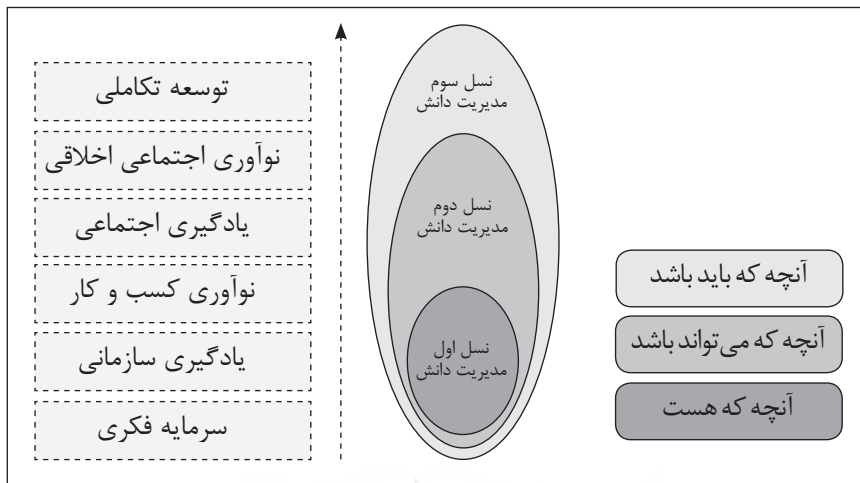 توسعه تکاملی
نوآوری اجتماعی اخلاقی
یادگیری اجتماعی
نوآوری کسب و کار
یادگیری سازمانی
سرمایه فکری
نسل سوم
مدیریت دانش
نسل دوم
مدیریت دانش
نسل اول
مدیریت دانش
آنچه که باید باشد
آنچه که می‌تواند باشد
آنچه که هست